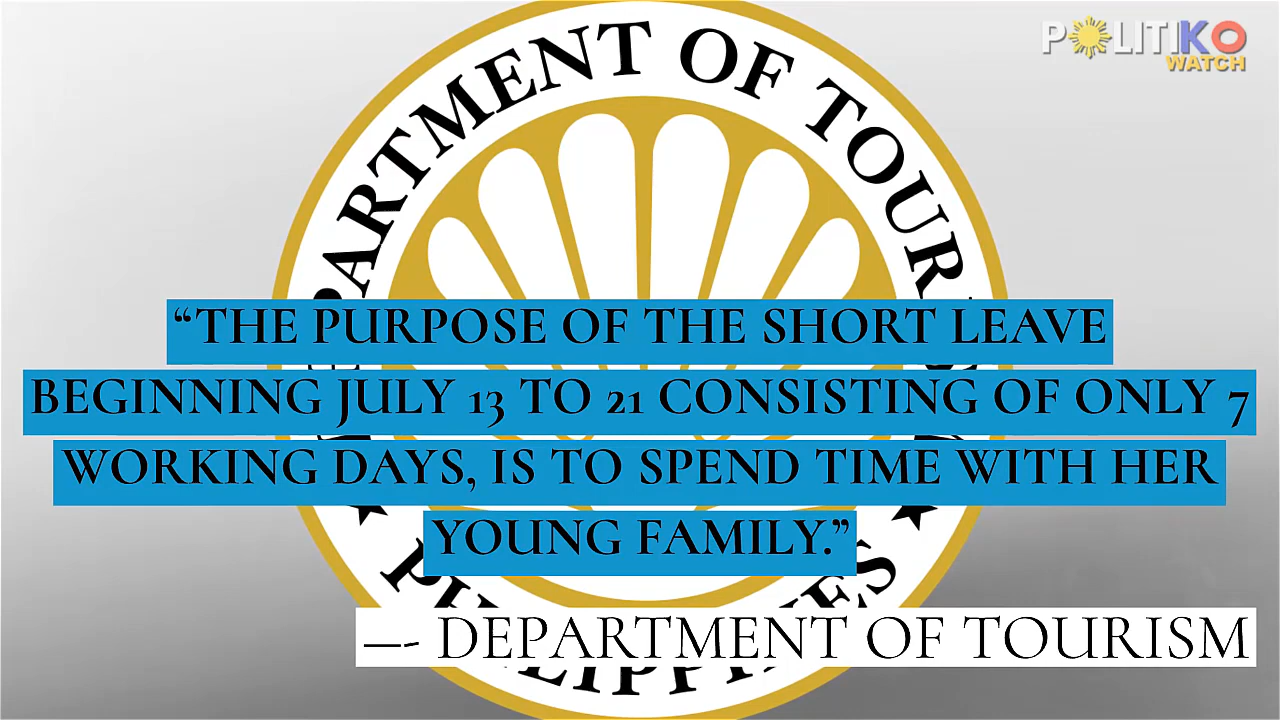 POLITIKO
WATCH
DEPARTMENT OF TOURISM
“THE PURPOSE OF THE SHORT LEAVE
BEGINNING JULY 13 TO 21 CONSISTING OF ONLY 7
WORKING DAYS, IS TO SPEND TIME WITH HER
YOUNG FAMILY.”
—- DEPARTMENT OF TOURISM
PHILIPPINES